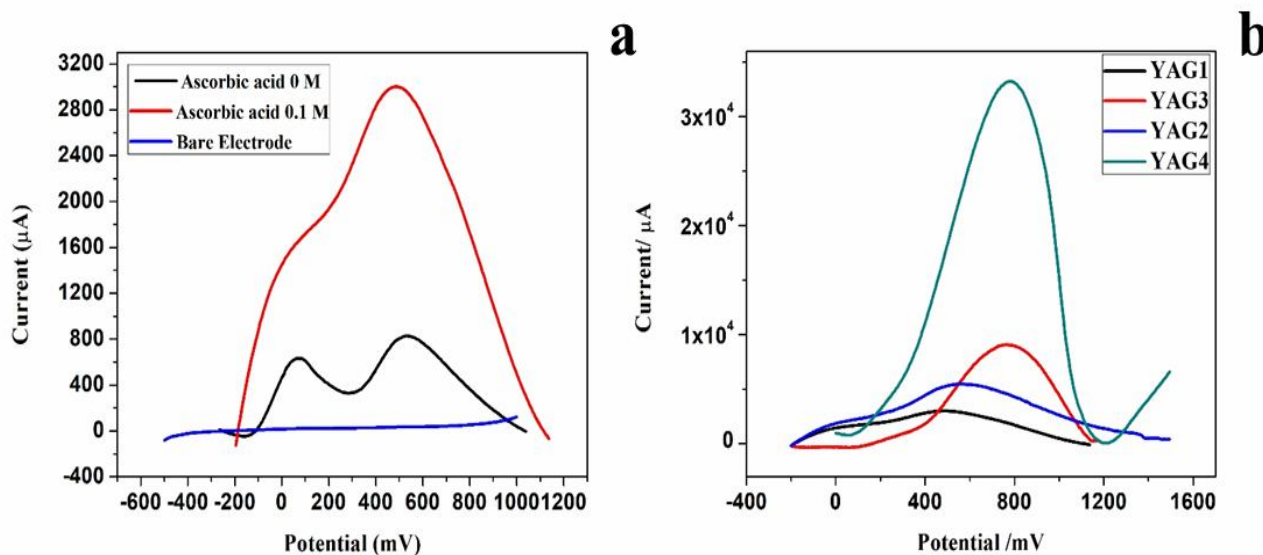 a
Ascorbic acid 0 M
Ascorbic acid 0.1 M
Bare Electrode
3200
2800
2400
2000
1600
1200
800
400
0
-400
Current (μA)
-600 -400 -200 0 200 400 600 800 1000 1200
Potential (mV)
b
YAG1
YAG3
YAG2
YAG4
3x10⁴
2x10⁴
1x10⁴
0
Current/ μA
-400 0 400 800 1200 1600
Potential /mV